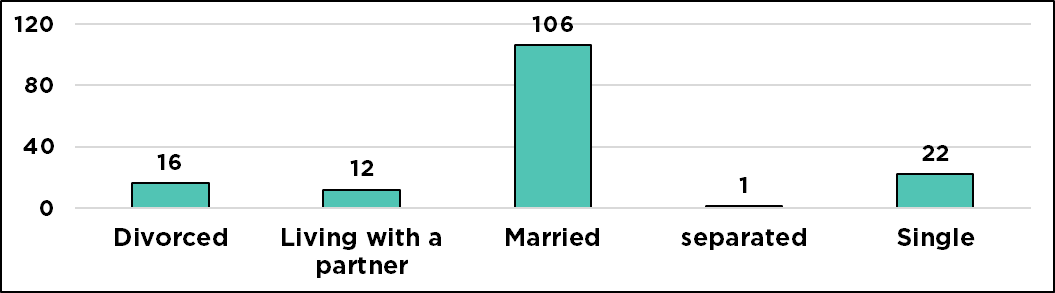 120
106
80
40
16
12
1
22
0
Divorced
Living with a
partner
Married
separated
Single